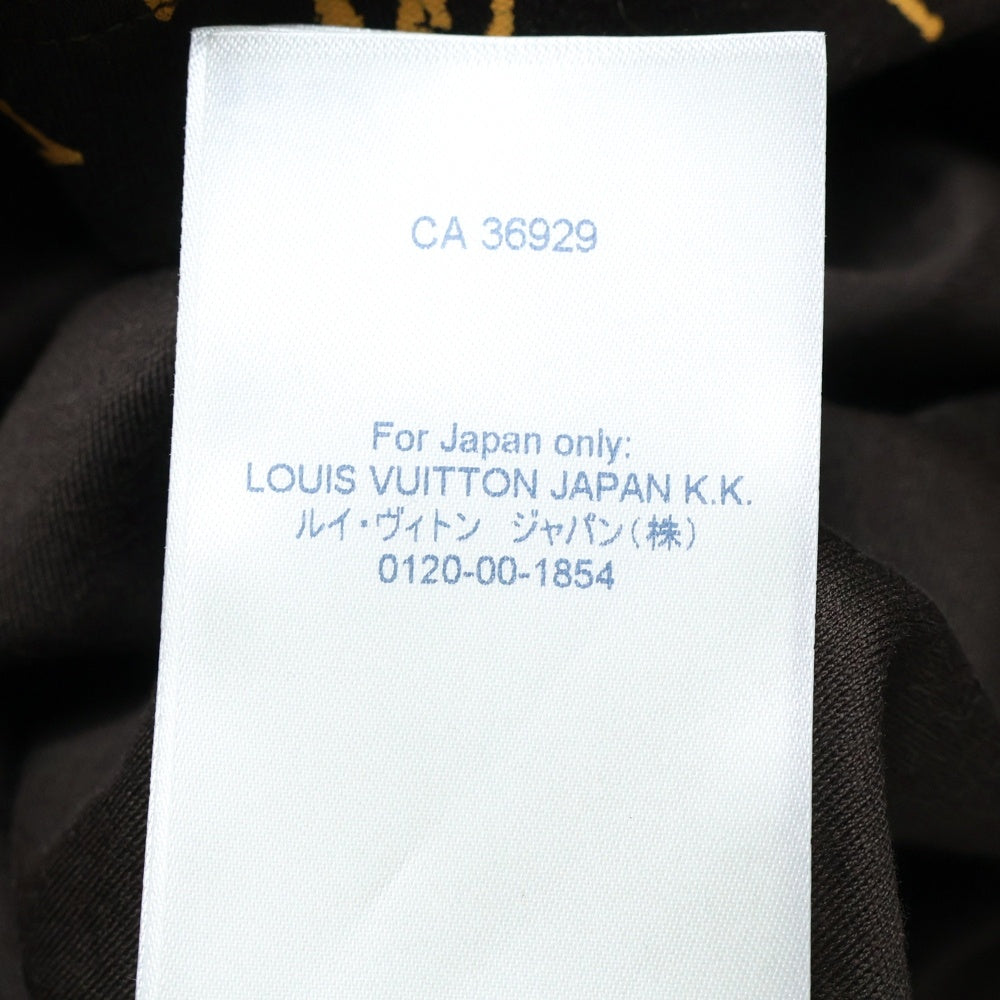 CA 36929
For Japan only:
LOUIS VUITTON JAPAN K.K.
ルイ・ヴィトン　ジャパン(株)
0120-00-1854